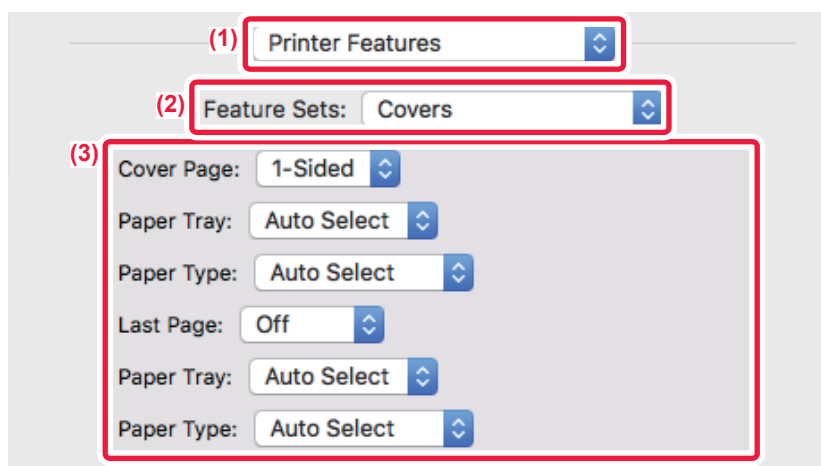 (1) Printer Features
(2) Feature Sets: Covers
(3)
Cover Page: 1-Sided
Paper Tray: Auto Select
Paper Type: Auto Select
Last Page: Off
Paper Tray: Auto Select
Paper Type: Auto Select